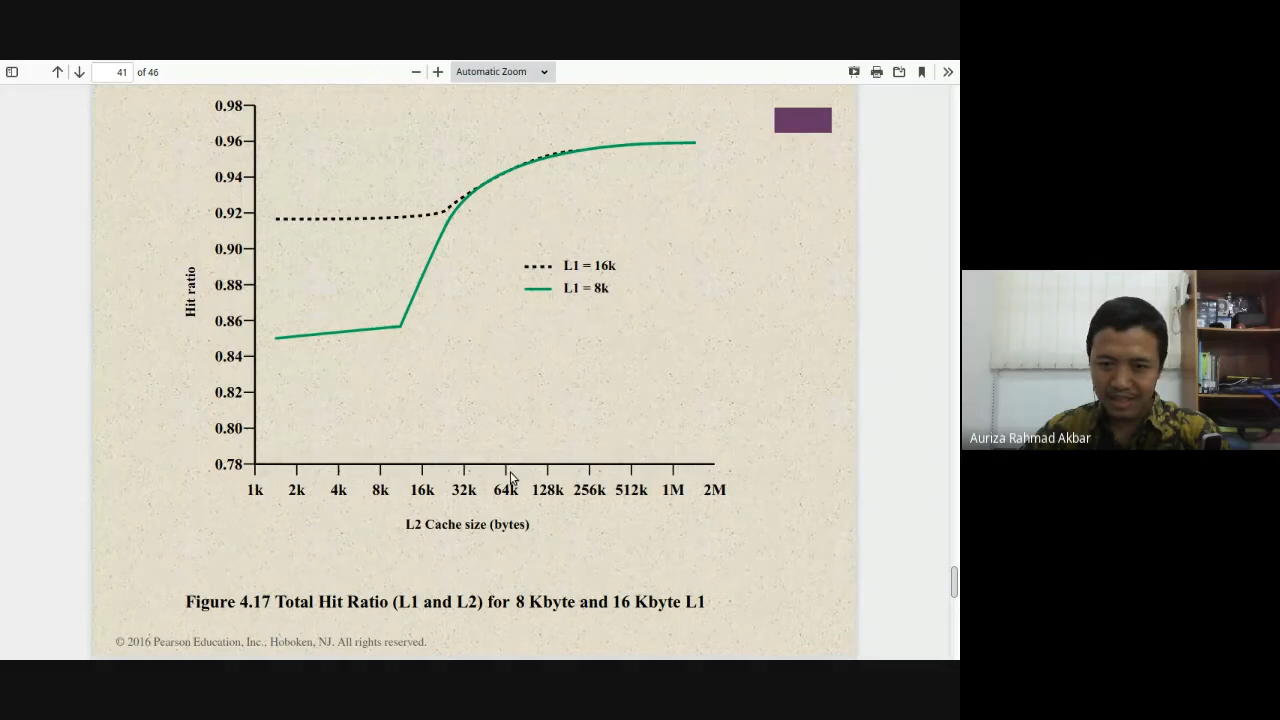 41 of 46 Automatic Zoom
0.98
0.96
0.94
0.92
0.90
0.88
0.86
0.84
0.82
0.80
0.78
Hit ratio
L1 = 16k
L1 = 8k
1k 2k 4k 8k 16k 32k 64k 128k 256k 512k 1M 2M
L2 Cache size (bytes)
Figure 4.17 Total Hit Ratio (L1 and L2) for 8 Kbyte and 16 Kbyte L1
© 2016 Pearson Education, Inc., Hoboken, NJ. All rights reserved.
Auriza Rahmad Akbar